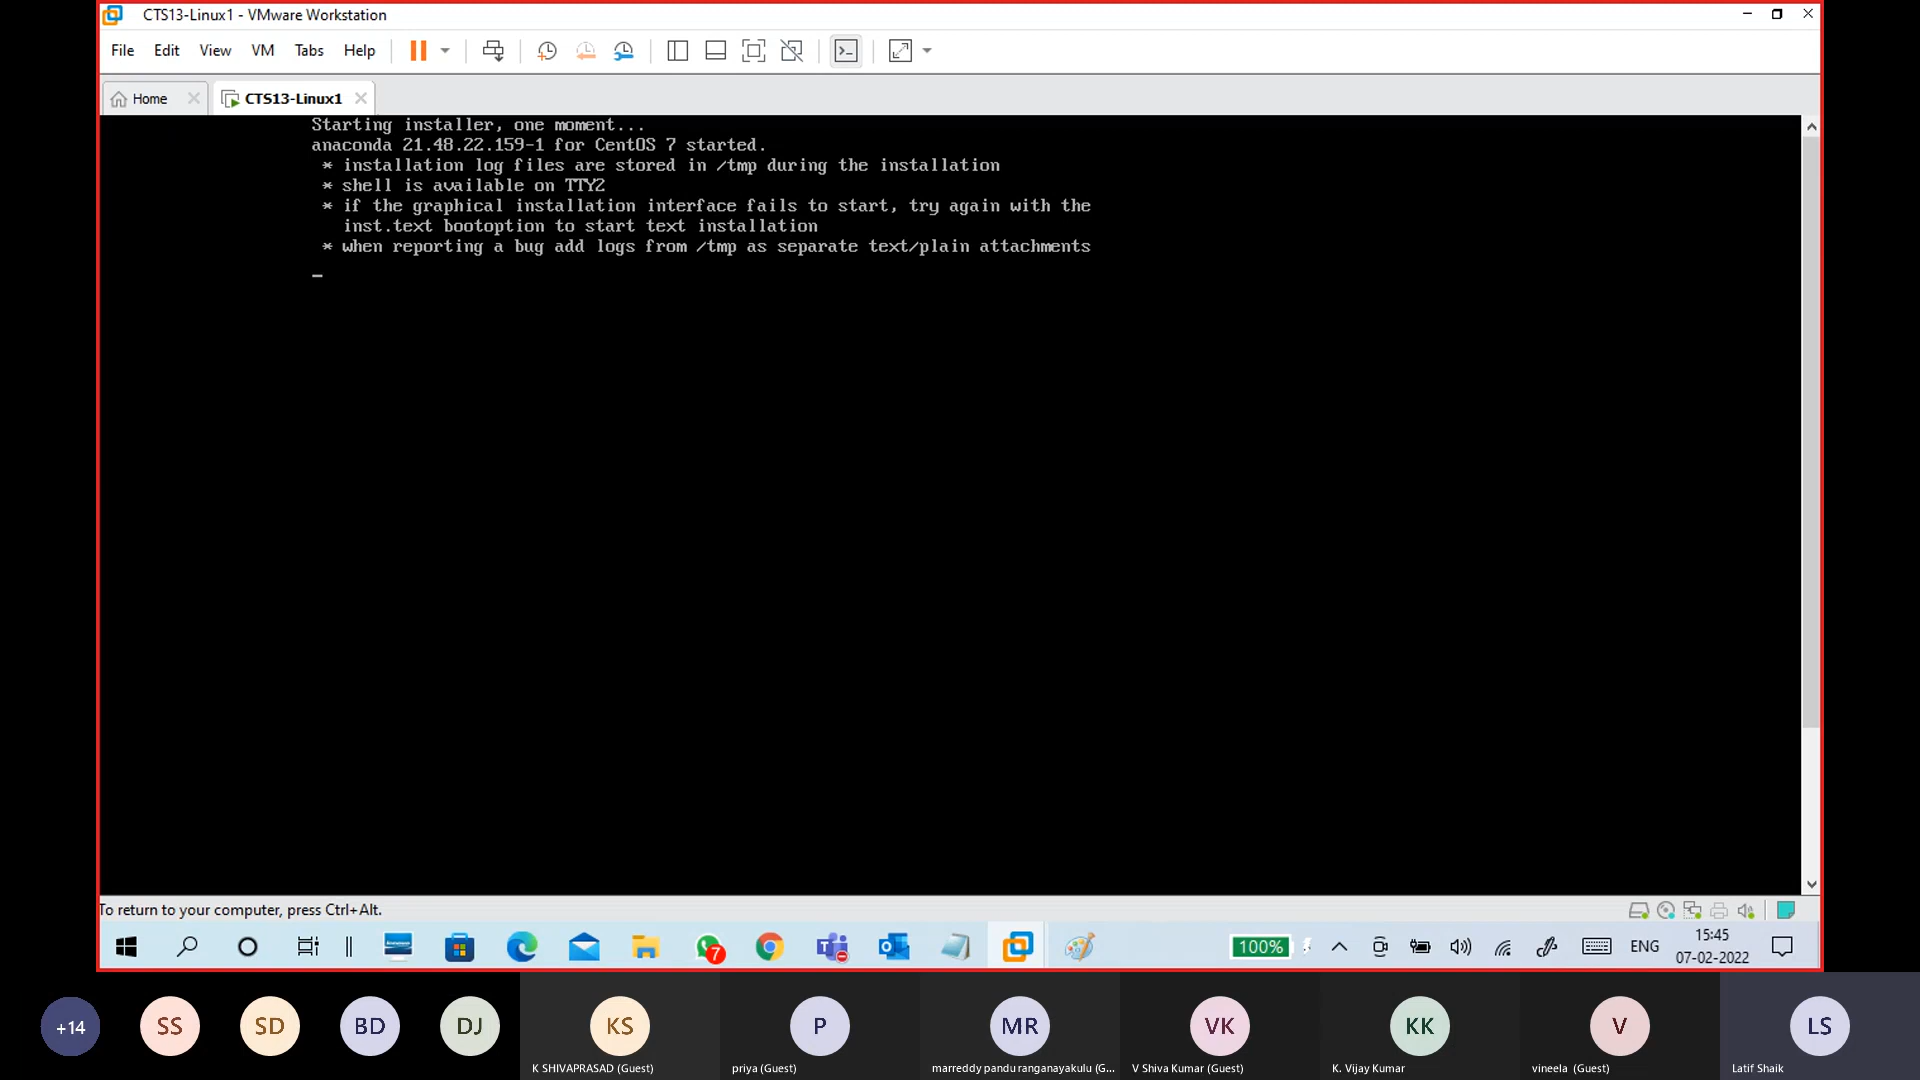 CTS13-Linux1 - VMware Workstation
File Edit View VM Tabs Help
Home
CTS13-Linux1
Starting installer, one moment...
anaconda 21.48.22.159-1 for CentOS 7 started.
* installation log files are stored in /tmp during the installation
* shell is available on TTY2
* if the graphical installation interface fails to start, try again with the
inst.text bootoption to start text installation
* when reporting a bug add logs from /tmp as separate text/plain attachments
_
To return to your computer, press Ctrl+Alt.
7
100%
ENG
15:45
07-02-2022
+14
SS
SD
BD
DJ
KS
P
MR
VK
KK
V
LS
K SHIVAPRASAD (Guest)
priya (Guest)
marreddy pandu ranganayakulu (G...
V Shiva Kumar (Guest)
K. Vijay Kumar
vineela (Guest)
Latif Shaik